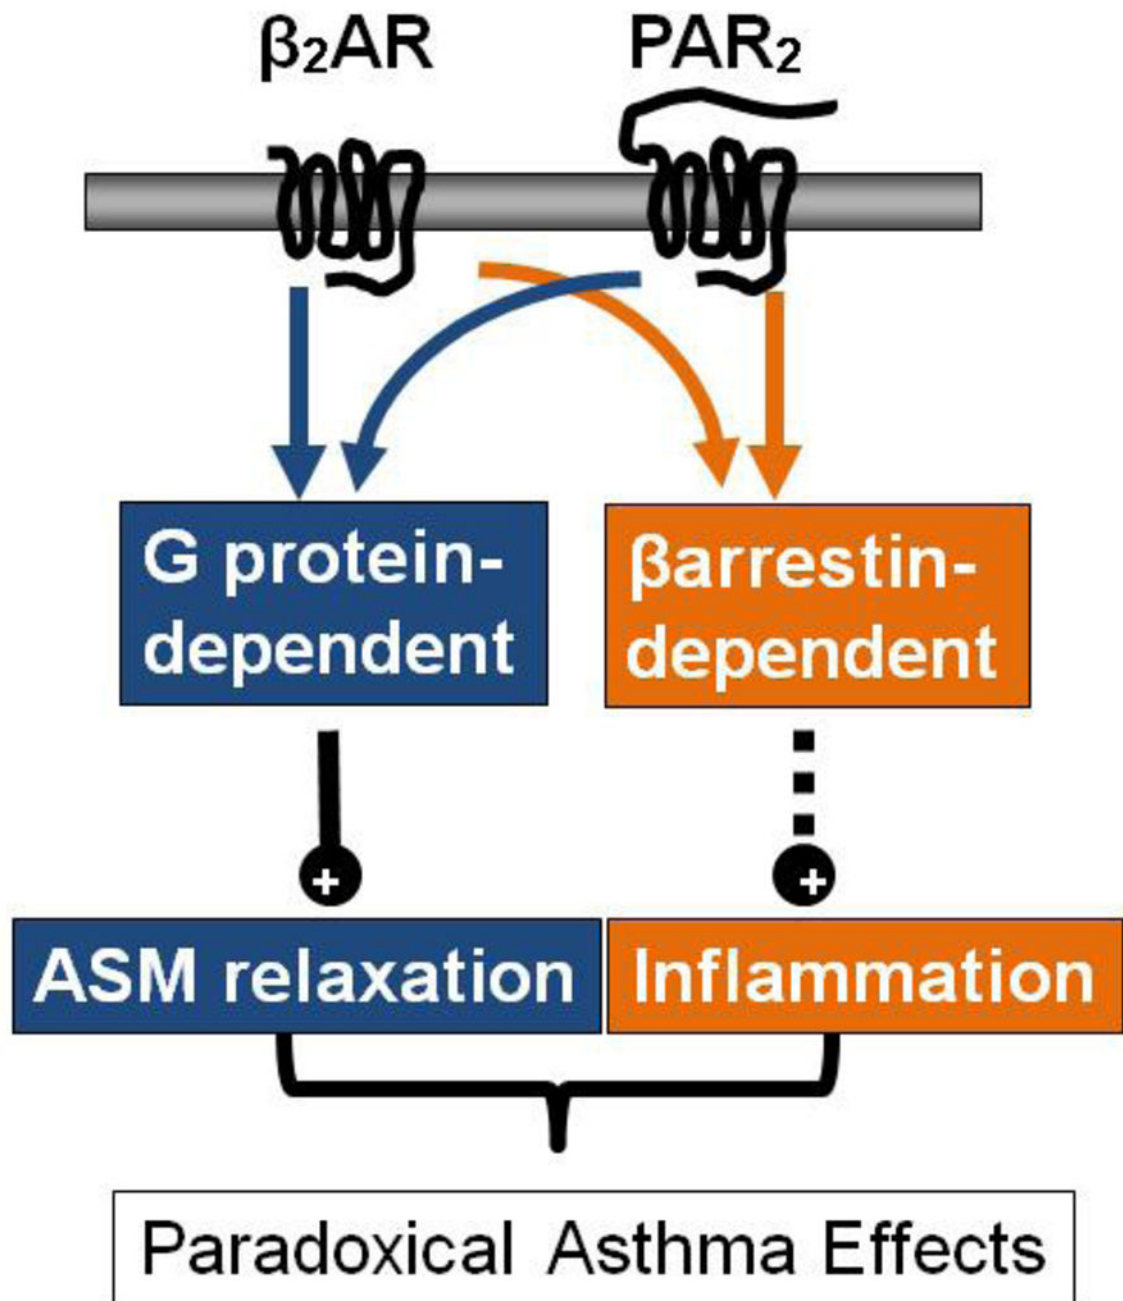 β₂AR PAR₂
G protein-
dependent
βarrestin-
dependent
+ +
ASM relaxation Inflammation
Paradoxical Asthma Effects